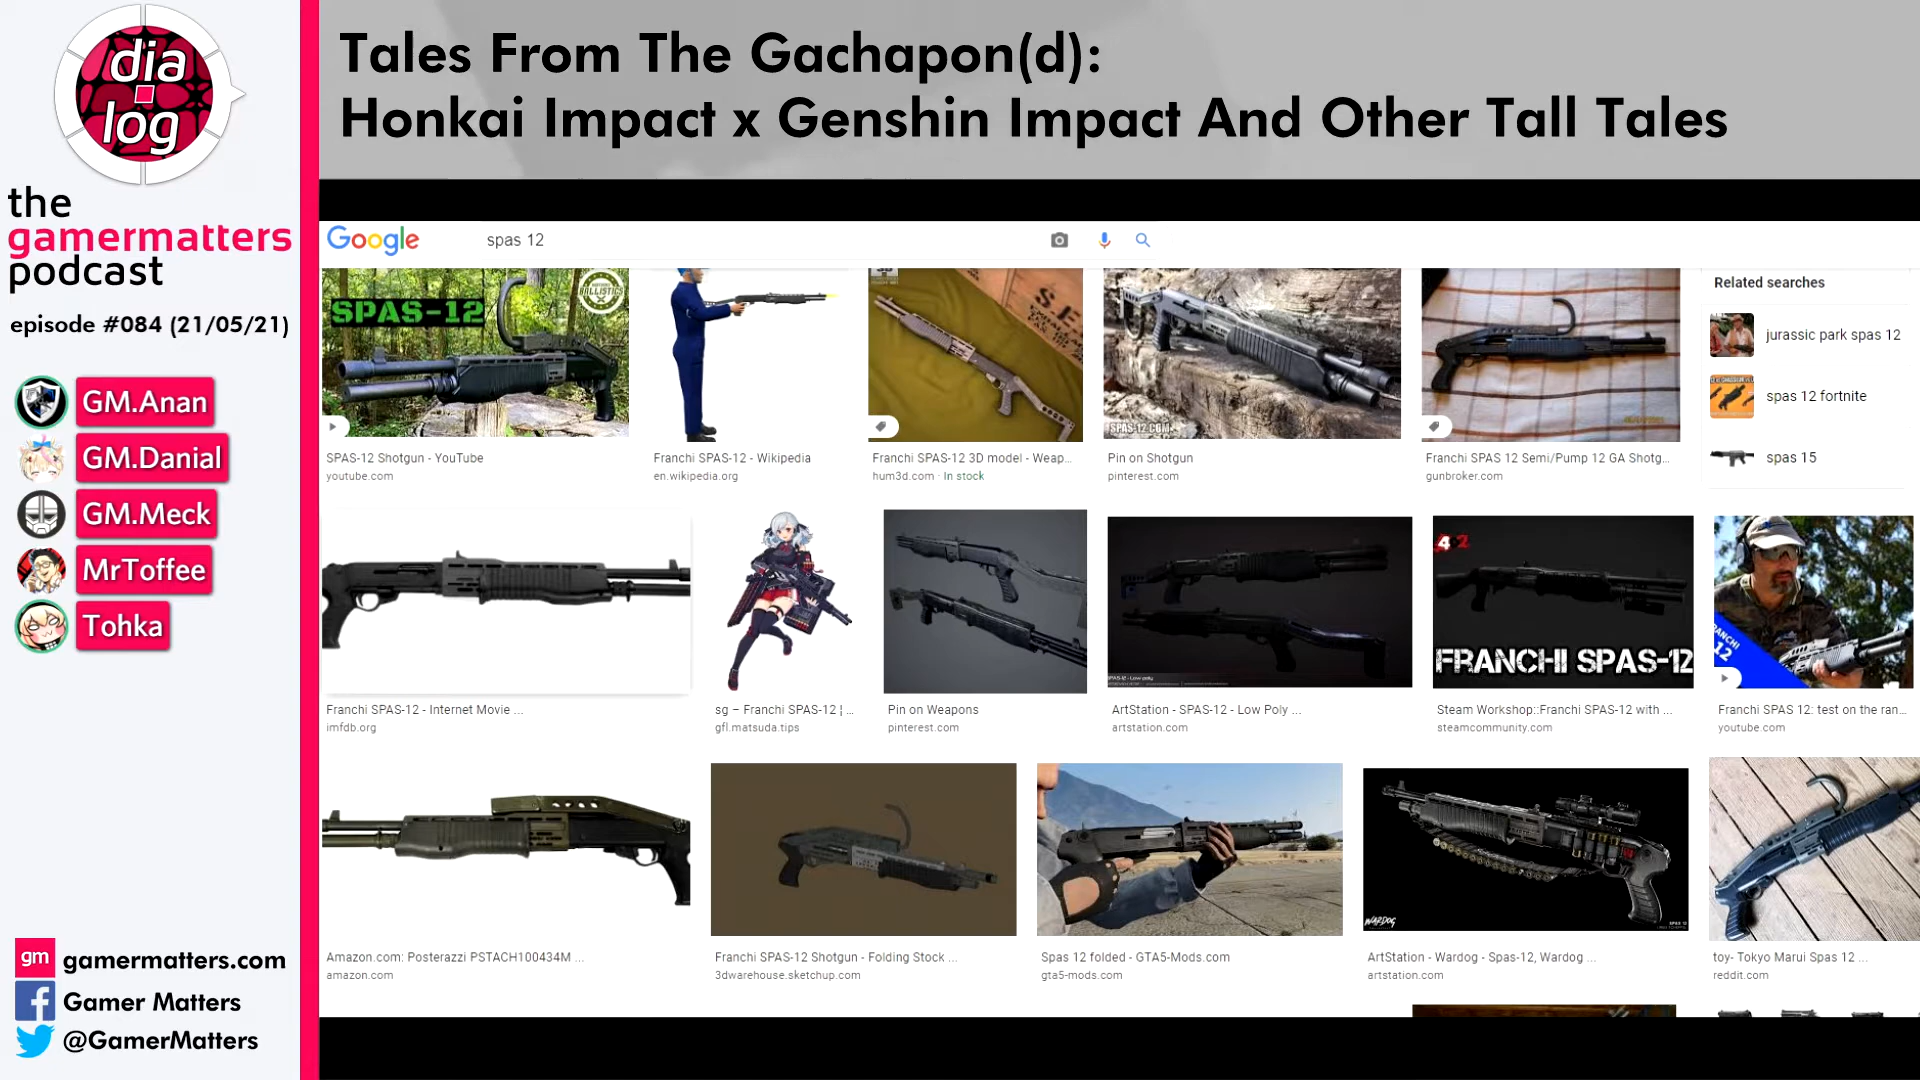 dia
log
the
gamermatters
podcast
episode #084 (21/05/21)
GM.Anan
GM.Danial
GM.Meck
MrToffee
Tohka
gm gamermatters.com
Gamer Matters
@GamerMatters
Tales From The Gachapon(d):
Honkai Impact x Genshin Impact And Other Tall Tales
Google
spas 12
SPAS-12
BALLISTICS
SPAS-12.COM
SPAS-12 Shotgun - YouTube
youtube.com
Franchi SPAS-12 - Wikipedia
en.wikipedia.org
Franchi SPAS-12 3D model - Weap...
hum3d.com · In stock
Pin on Shotgun
pinterest.com
Franchi SPAS 12 Semi/Pump 12 GA Shotg...
gunbroker.com
Related searches
jurassic park spas 12
spas 12 fortnite
spas 15
FRANCHI SPAS-12
Franchi SPAS-12 - Internet Movie ...
imfdb.org
sg – Franchi SPAS-12 | ...
gfl.matsuda.tips
Pin on Weapons
pinterest.com
ArtStation - SPAS-12 - Low Poly ...
artstation.com
Steam Workshop::Franchi SPAS-12 with ...
steamcommunity.com
Franchi SPAS 12: test on the ran...
youtube.com
WARDOG
Amazon.com: Posterazzi PSTACH100434M ...
amazon.com
Franchi SPAS-12 Shotgun - Folding Stock ...
3dwarehouse.sketchup.com
Spas 12 folded - GTA5-Mods.com
gta5-mods.com
ArtStation - Wardog - Spas-12, Wardog ...
artstation.com
toy- Tokyo Marui Spas 12 ...
reddit.com